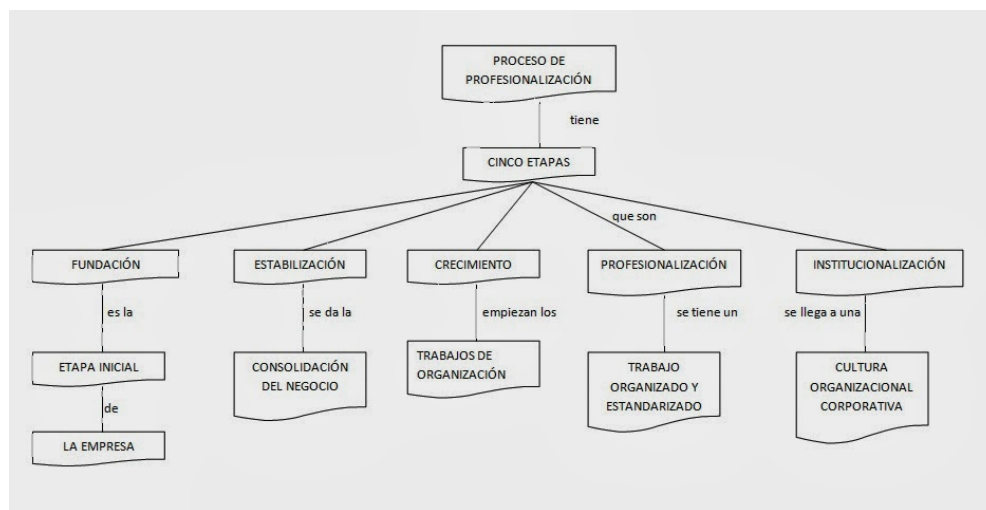 PROCESO DE
PROFESIONALIZACIÓN
tiene
CINCO ETAPAS
que son
FUNDACIÓN
ESTABILIZACIÓN
CRECIMIENTO
PROFESIONALIZACIÓN
INSTITUCIONALIZACIÓN
es la
se da la
empiezan los
se tiene un
se llega a una
ETAPA INICIAL
CONSOLIDACIÓN
DEL NEGOCIO
TRABAJOS DE
ORGANIZACIÓN
TRABAJO
ORGANIZADO Y
ESTANDARIZADO
CULTURA
ORGANIZACIONAL
CORPORATIVA
de
LA EMPRESA